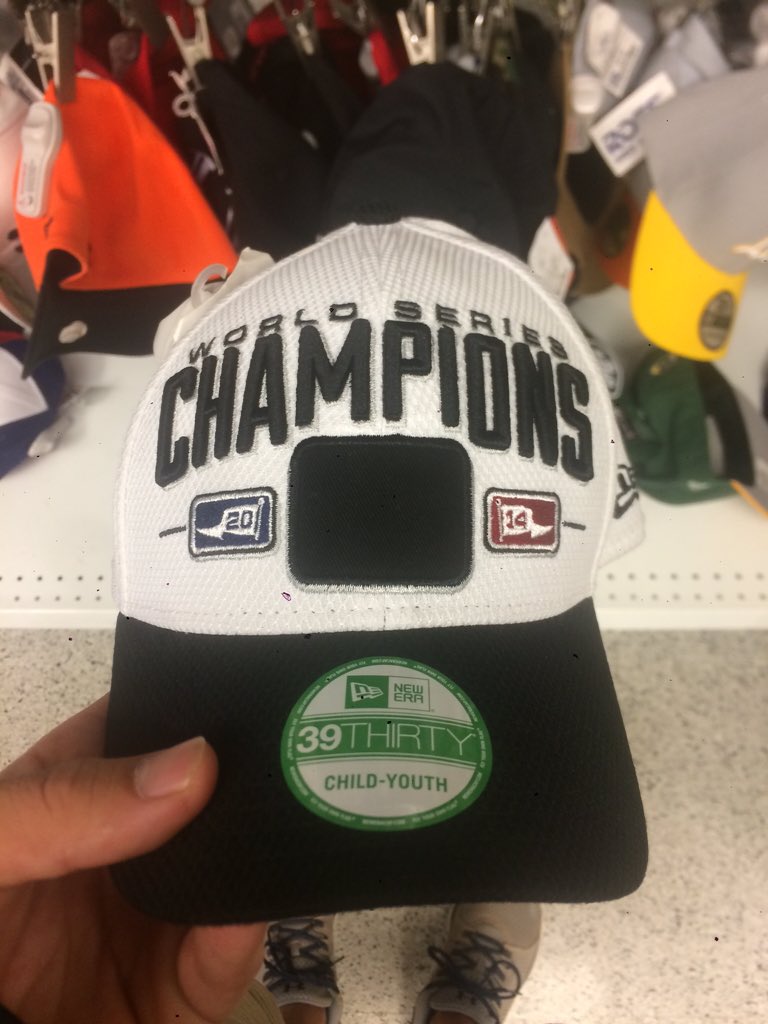 WORLD SERIES
CHAMPIONS
20
14
NEW ERA
39THIRTY
CHILD-YOUTH